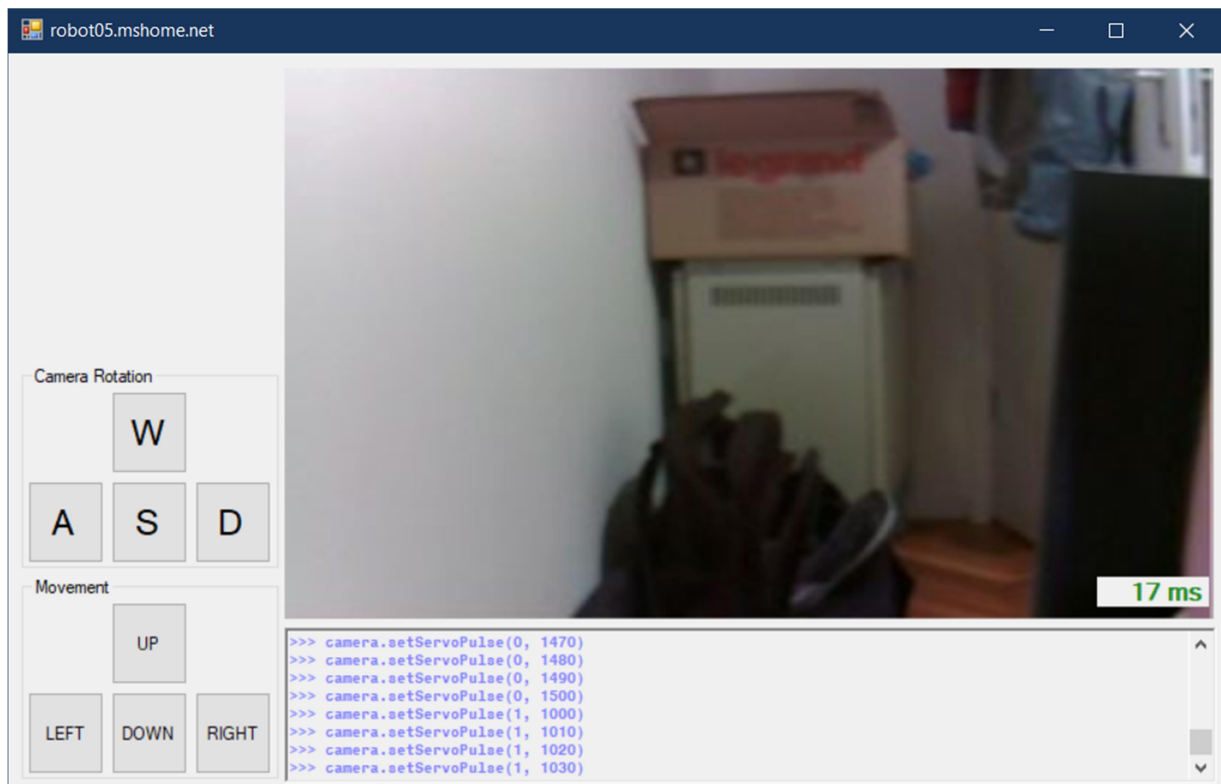 robot05.mshome.net
legrand
Camera Rotation
W
A S D
Movement
UP
LEFT DOWN RIGHT
17 ms
>>> camera.setServoPulse(0, 1470)
>>> camera.setServoPulse(0, 1480)
>>> camera.setServoPulse(0, 1490)
>>> camera.setServoPulse(0, 1500)
>>> camera.setServoPulse(1, 1000)
>>> camera.setServoPulse(1, 1010)
>>> camera.setServoPulse(1, 1020)
>>> camera.setServoPulse(1, 1030)